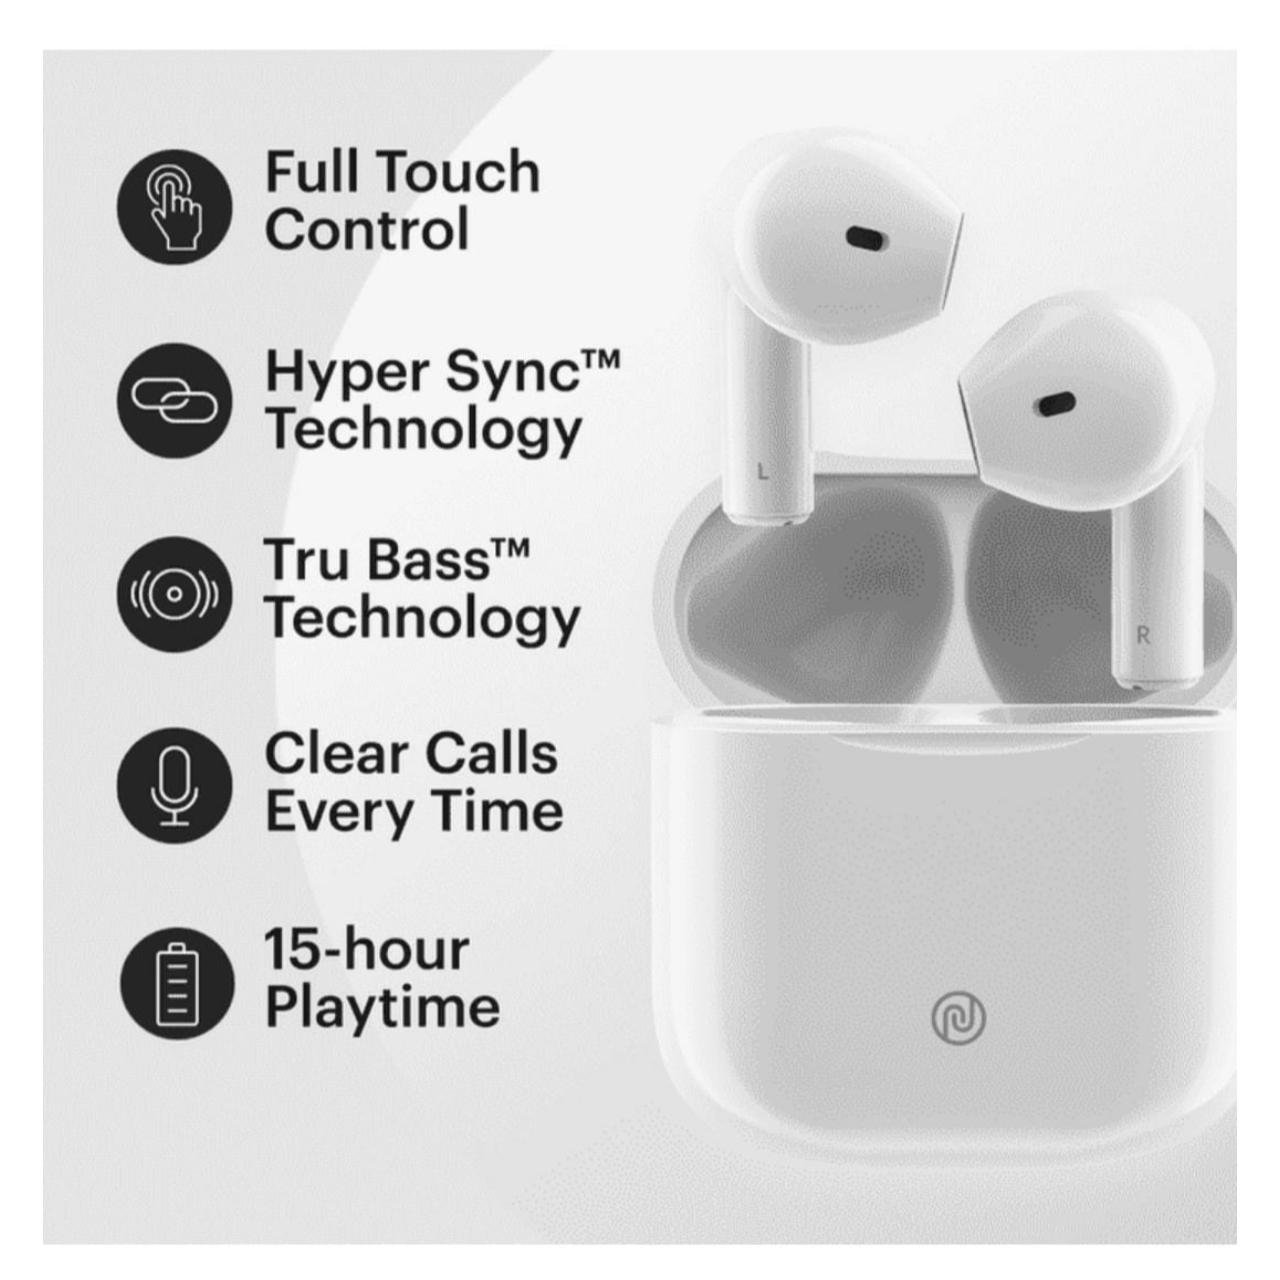 Full Touch
Control
Hyper Sync™
Technology
Tru Bass™
Technology
Clear Calls
Every Time
15-hour
Playtime
L
R